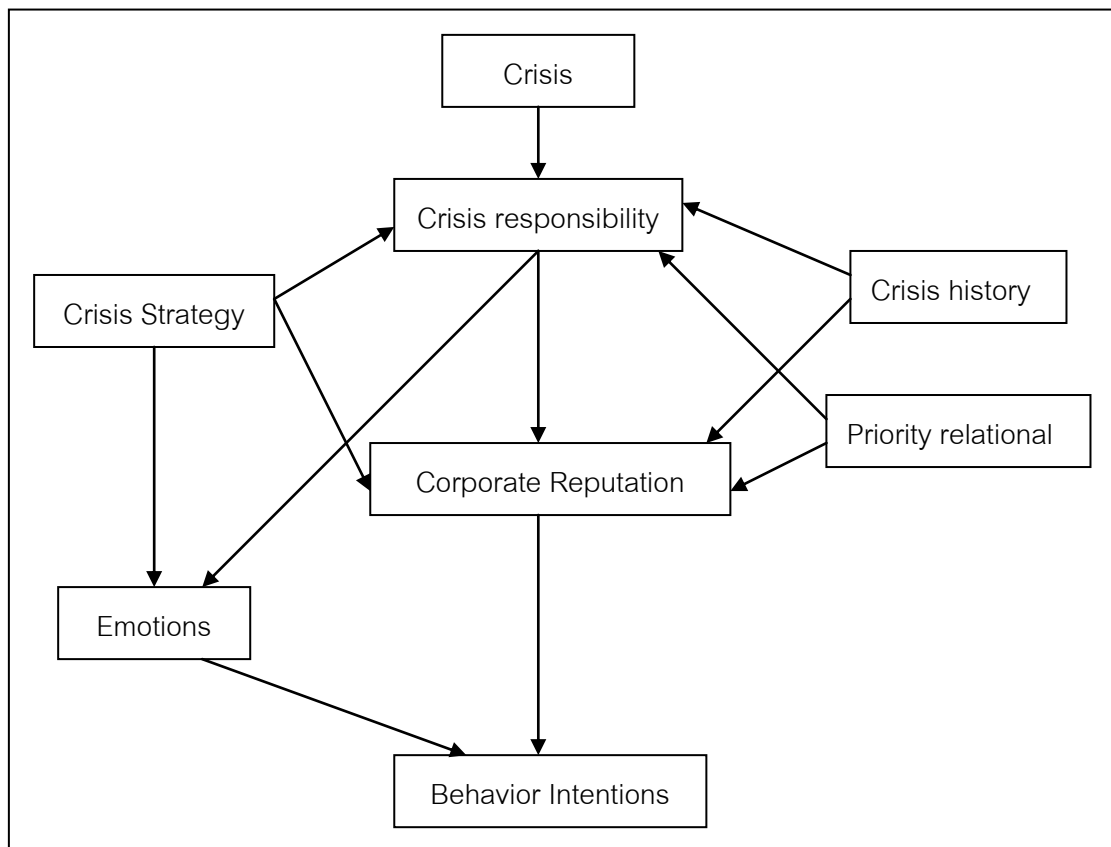 Crisis
Crisis responsibility
Crisis history
Crisis Strategy
Priority relational
Corporate Reputation
Emotions
Behavior Intentions